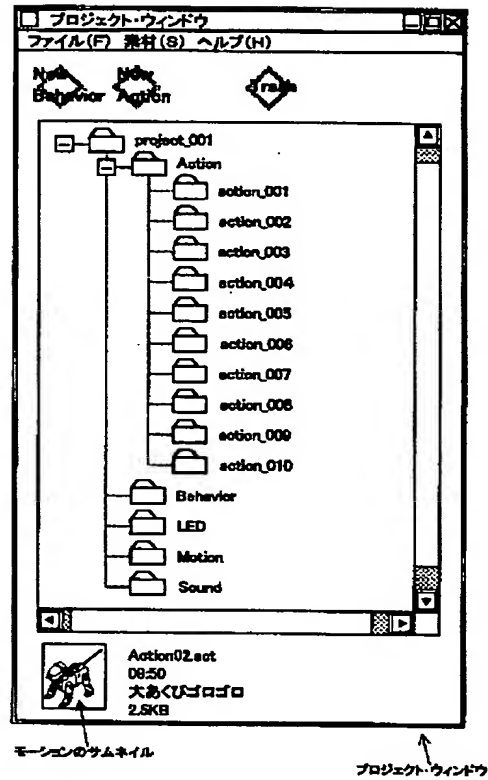 プロジェクト・ウィンドウ
ファイル(F) 素材(S) ヘルプ(H)
New Behavior New Action Trash
project_001
Action
action_001
action_002
action_003
action_004
action_005
action_006
action_007
action_008
action_009
action_010
Behavior
LED
Motion
Sound
Action02.act
08:50
大あくびゴロゴロ
2.5KB
モーションのサムネイル
プロジェクト・ウィンドウ